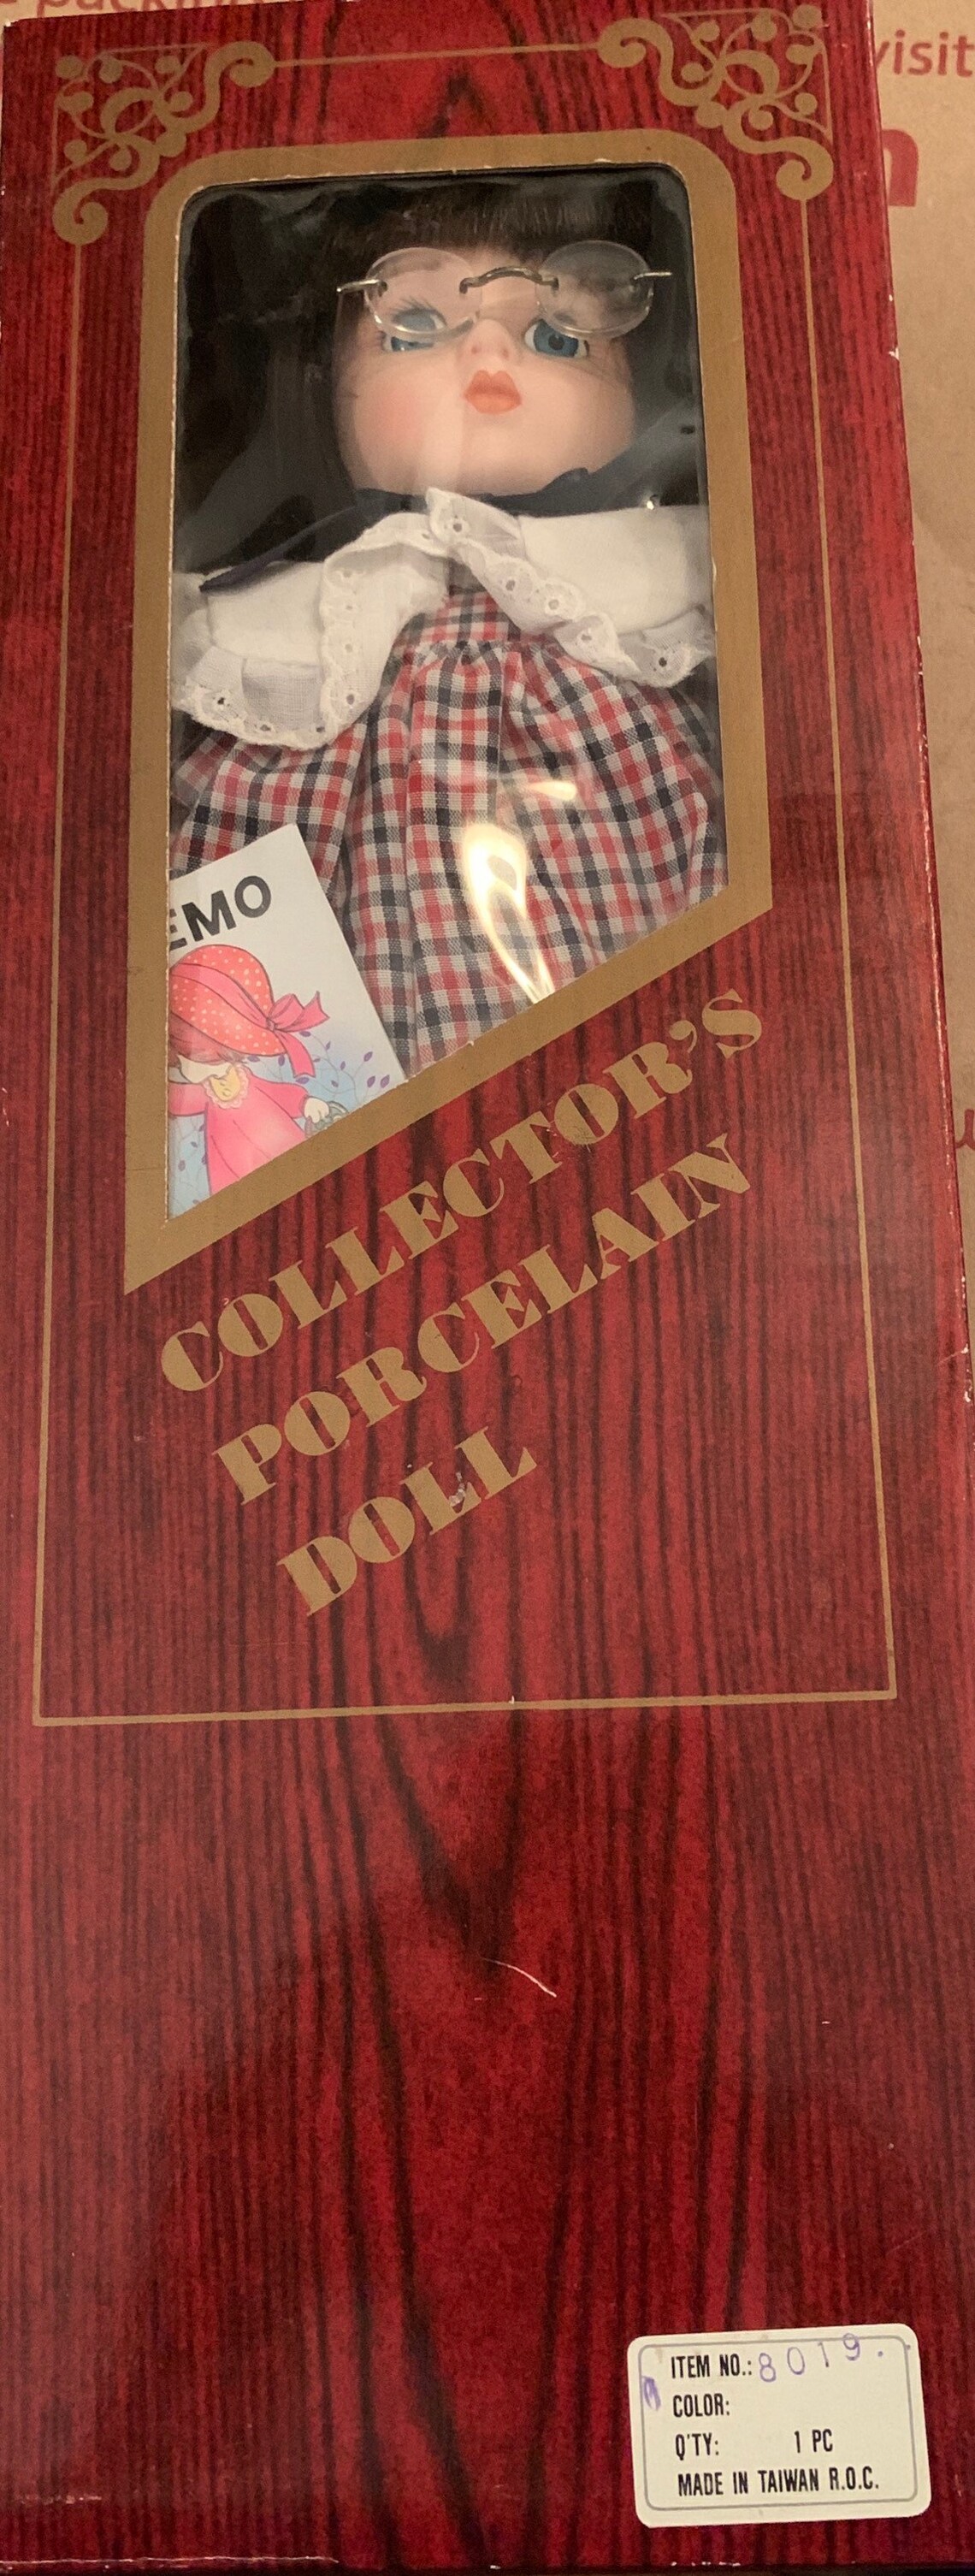 visit
EMO
COLLECTOR'S
PORCELAIN
DOLL
ITEM NO.: 8019.
COLOR:
Q'TY: 1 PC
MADE IN TAIWAN R.O.C.